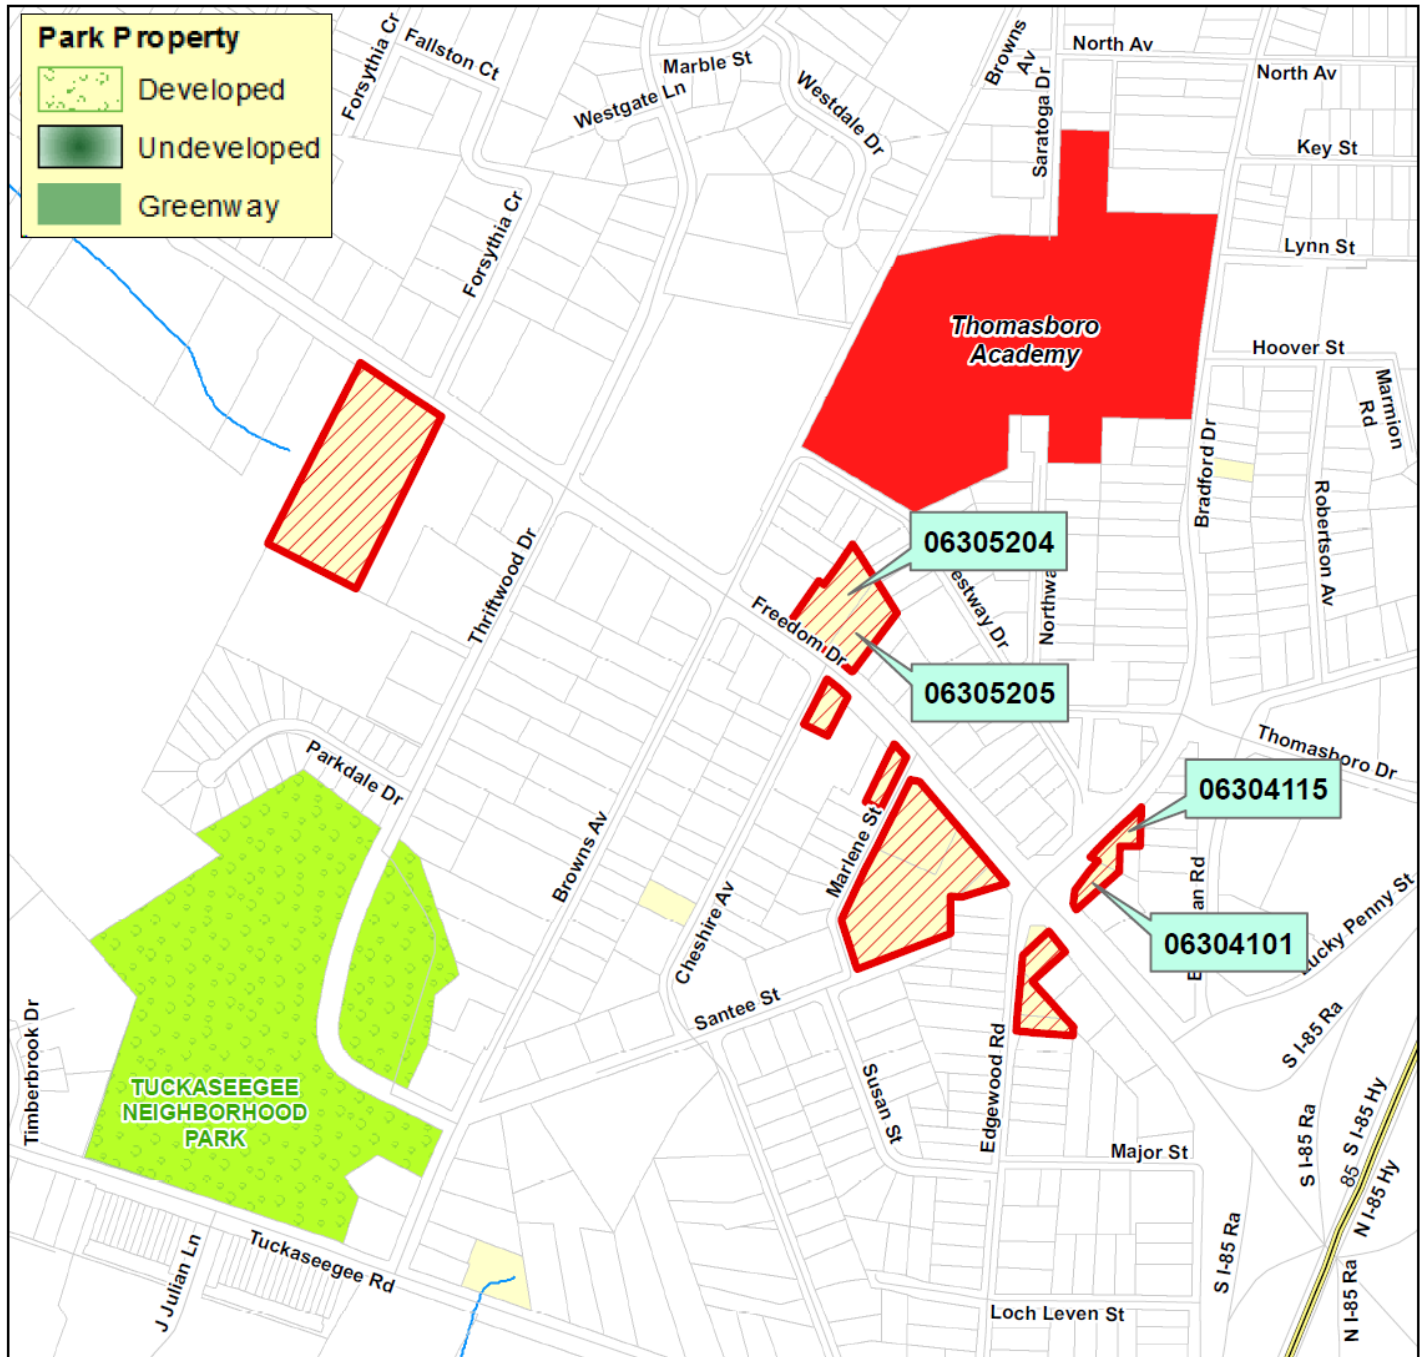 Park Property
Developed
Undeveloped
Greenway
Forsythia Cr
Fallston Ct
Marble St
Westgate Ln
Westdale Dr
Browns
Av
North Av
North Av
Saratoga Dr
Key St
Lynn St
Forsythia Cr
Thomasboro
Academy
Hoover St
Marmion
Rd
Bradford Dr
Robertson Av
06305204
estway Dr
Northwa
Thriftwood Dr
Freedom Dr
06305205
Thomasboro Dr
Parkdale Dr
06304115
Browns Av
Marlene St
an Rd
Lucky Penny St
Cheshire Av
06304101
E
Santee St
Timberbrook Dr
S I-85 Ra
Edgewood Rd
Susan St
TUCKASEEGEE
NEIGHBORHOOD
PARK
S I-85 Ra
S I-85 Hy
85
N I-85 Hy
Major St
S I-85 Ra
Tuckaseegee Rd
J Julian Ln
Loch Leven St
N I-85 Ra